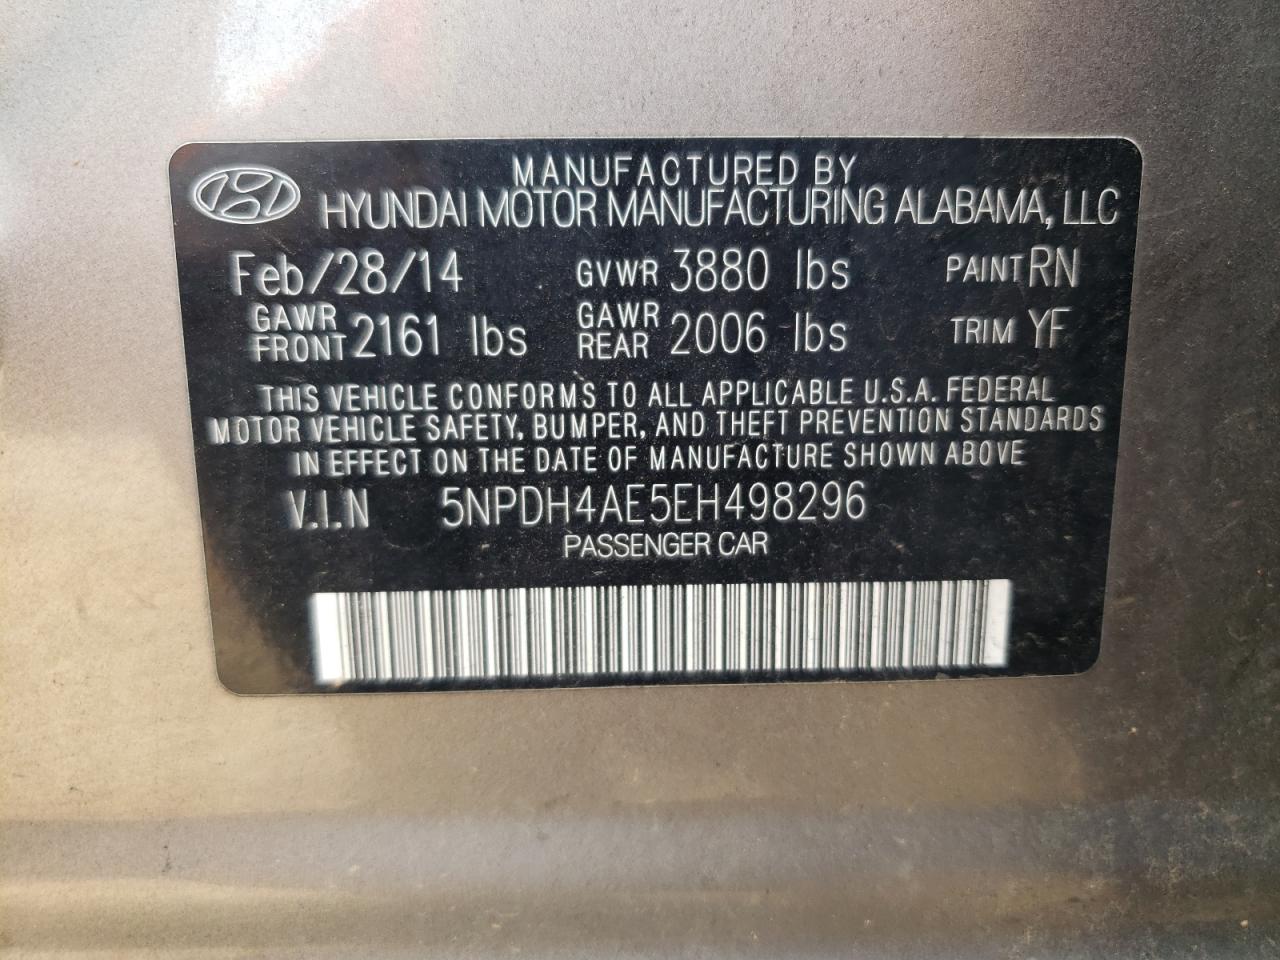 MANUFACTURED BY
HYUNDAI MOTOR MANUFACTURING ALABAMA, LLC
Feb/28/14 GVWR 3880 lbs PAINT RN
GAWR FRONT 2161 lbs GAWR REAR 2006 lbs TRIM YF
THIS VEHICLE CONFORMS TO ALL APPLICABLE U.S.A. FEDERAL
MOTOR VEHICLE SAFETY, BUMPER, AND THEFT PREVENTION STANDARDS
IN EFFECT ON THE DATE OF MANUFACTURE SHOWN ABOVE
V.I.N 5NPDH4AE5EH498296
PASSENGER CAR